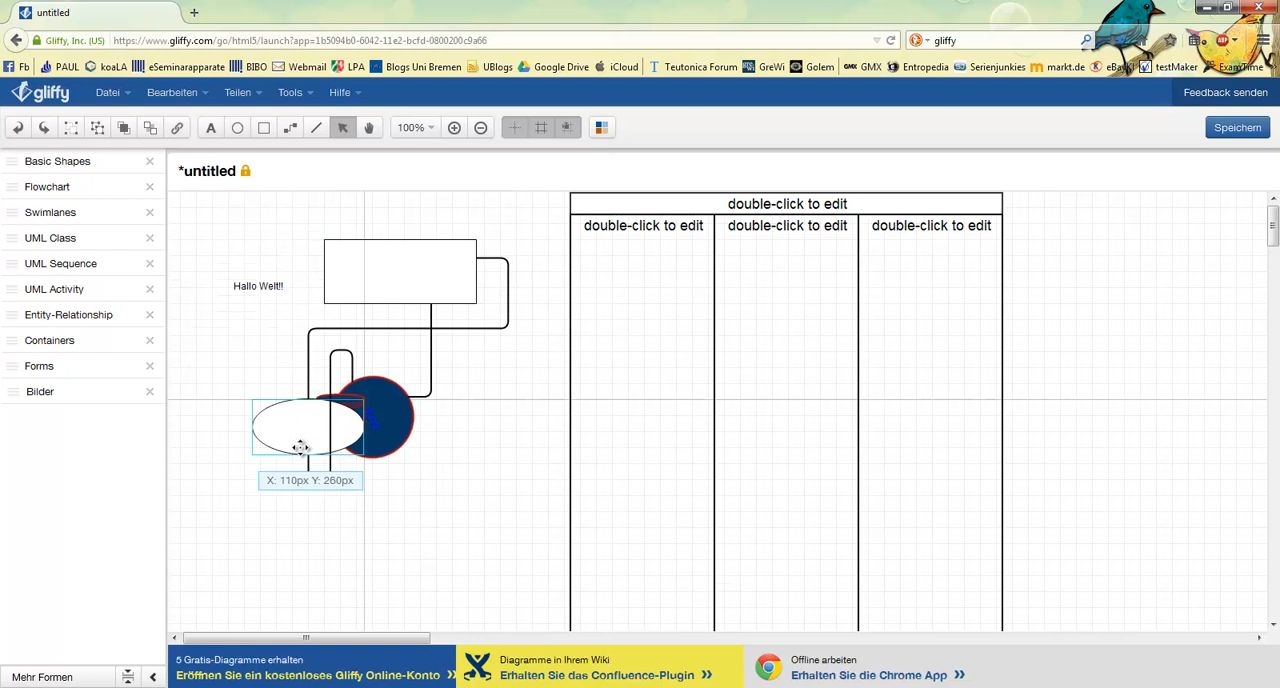 untitled
Gliffy, Inc. (US)
https://www.gliffy.com/go/html5/launch?app=1b5094b0-6042-11e2-bcfd-0800200c9a66
gliffy
Fb
PAUL
koaLA
eSeminarapparate
BIBO
Webmail
LPA
Blogs Uni
UBlogs
Google Drive
iCloud
Teutonica Forum
GreWi
Golem
GMX
Entropedia
Serienjunkies
markt.de
testMaker
ExamTime
gliffy
Datei
Bearbeiten
Teilen
Tools
Hilfe
Feedback senden
A
100%
Speichern
Basic Shapes
Flowchart
Swimlanes
UML Class
UML Sequence
UML Activity
Entity-Relationship
Containers
Forms
Bilder
*untitled
double-click to edit
double-click to edit
double-click to edit
double-click to edit
Hallo Welt!!
X: 110px Y: 260px
Mehr Formen
5 Gratis-Diagramme erhalten
Eröffnen Sie ein kostenloses Gliffy Online-Konto
Diagramme in Ihrem Wiki
Erhalten Sie das Confluence-Plugin
Offline arbeiten
Erhalten Sie die Chrome App